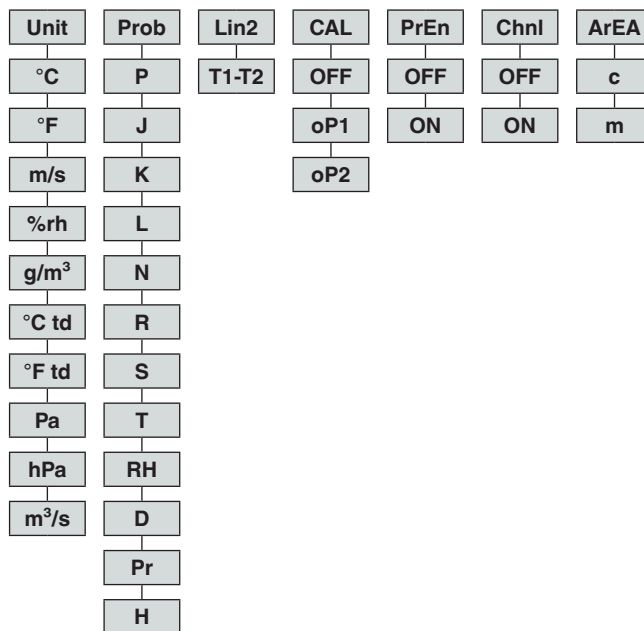 Unit Prob Lin2 CAL PrEn Chnl ArEA
°C P T1-T2 OFF OFF OFF c
°F J oP1 ON ON m
m/s K oP2
%rh L
g/m³ N
°C td R
°F td S
Pa T
hPa RH
m³/s D
Pr
H